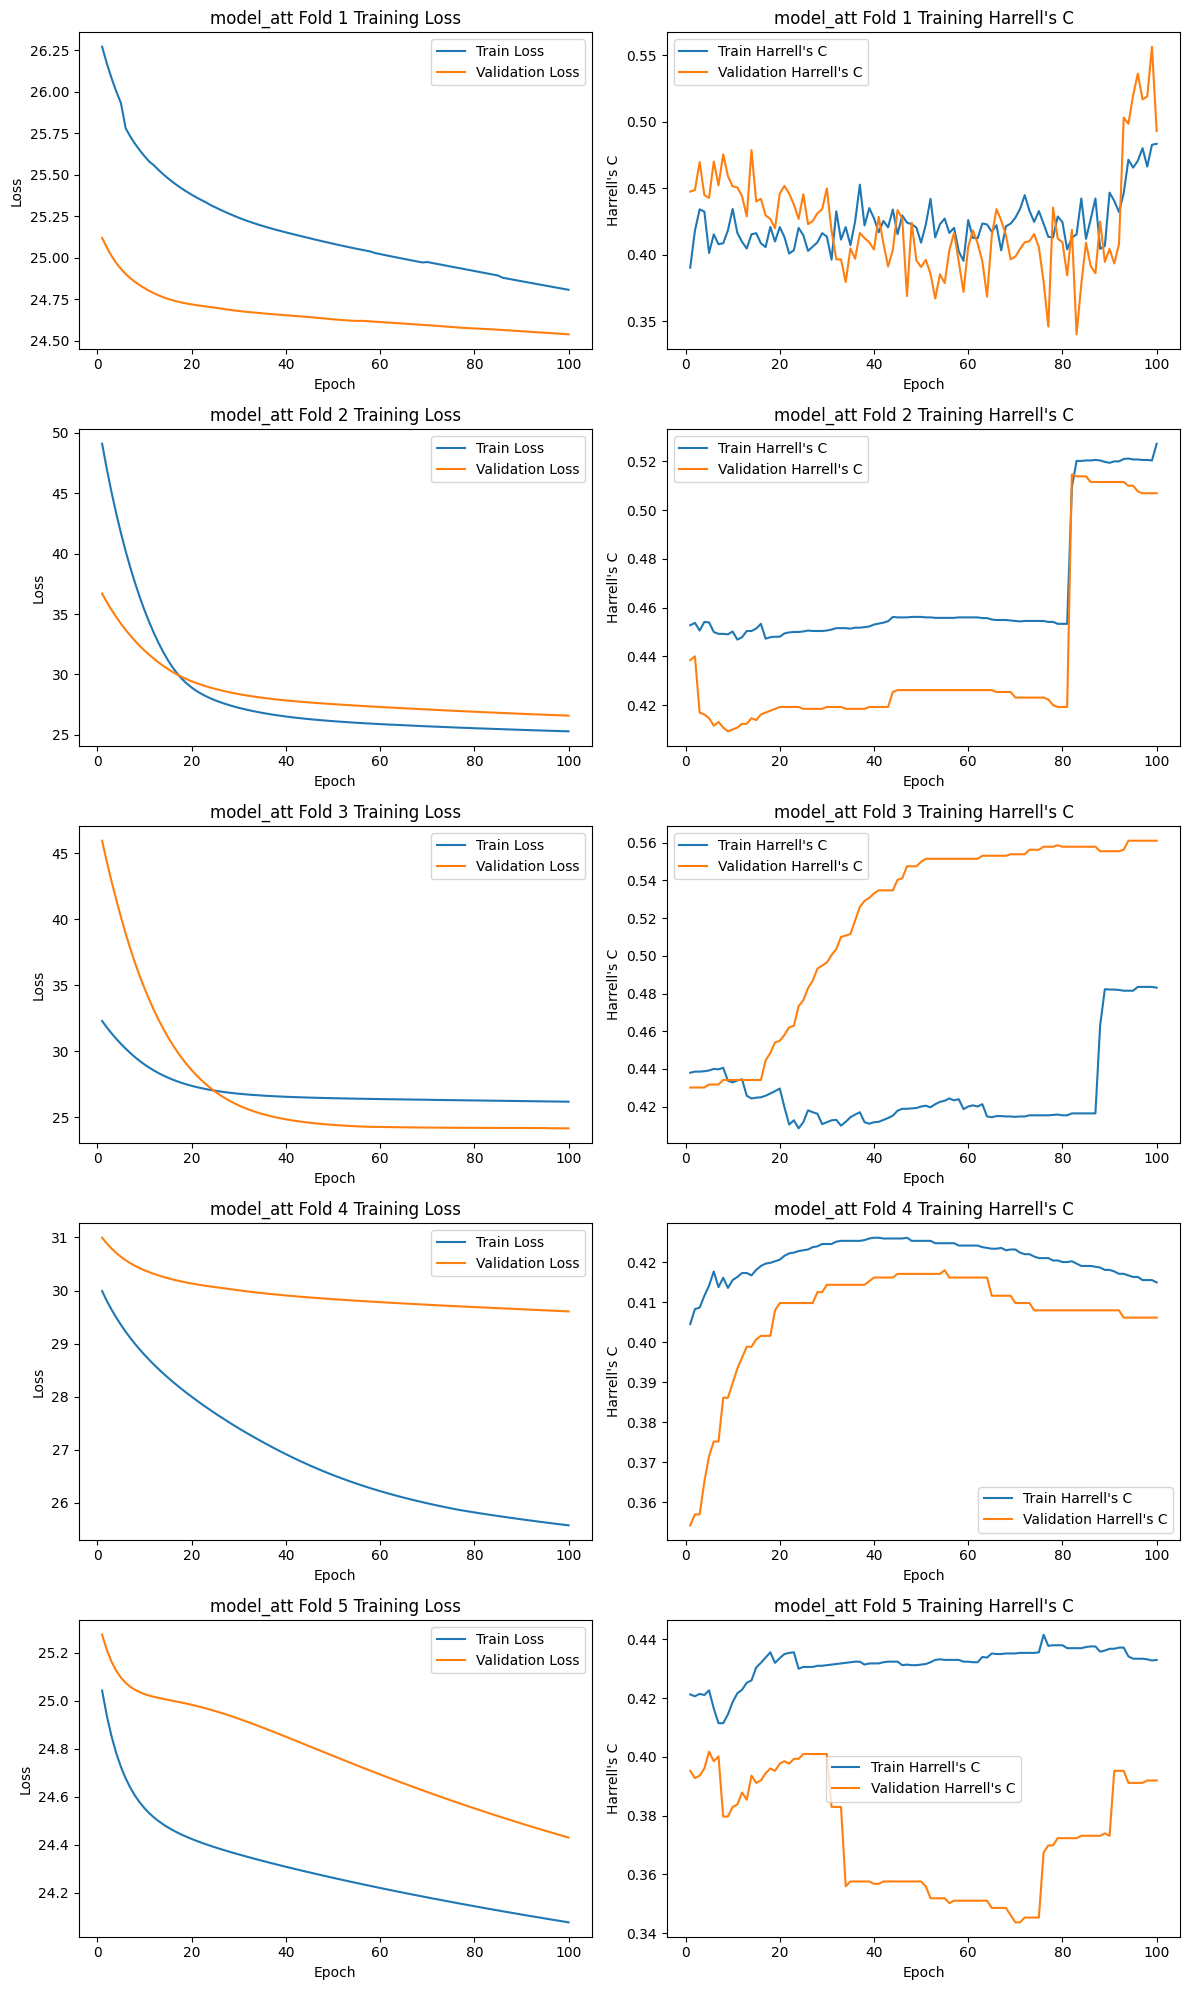 model_att Fold 1 Training Loss
Loss
26.25
26.00
25.75
25.50
25.25
25.00
24.75
24.50
Train Loss
Validation Loss
0 20 40 60 80 100
Epoch
model_att Fold 1 Training Harrell's C
Harrell's C
0.55
0.50
0.45
0.40
0.35
Train Harrell's C
Validation Harrell's C
0 20 40 60 80 100
Epoch
model_att Fold 2 Training Loss
Loss
50
45
40
35
30
25
Train Loss
Validation Loss
0 20 40 60 80 100
Epoch
model_att Fold 2 Training Harrell's C
Harrell's C
0.52
0.50
0.48
0.46
0.44
0.42
Train Harrell's C
Validation Harrell's C
0 20 40 60 80 100
Epoch
model_att Fold 3 Training Loss
Loss
45
40
35
30
25
Train Loss
Validation Loss
0 20 40 60 80 100
Epoch
model_att Fold 3 Training Harrell's C
Harrell's C
0.56
0.54
0.52
0.50
0.48
0.46
0.44
0.42
Train Harrell's C
Validation Harrell's C
0 20 40 60 80 100
Epoch
model_att Fold 4 Training Loss
Loss
31
30
29
28
27
26
Train Loss
Validation Loss
0 20 40 60 80 100
Epoch
model_att Fold 4 Training Harrell's C
Harrell's C
0.42
0.41
0.40
0.39
0.38
0.37
0.36
Train Harrell's C
Validation Harrell's C
0 20 40 60 80 100
Epoch
model_att Fold 5 Training Loss
Loss
25.2
25.0
24.8
24.6
24.4
24.2
Train Loss
Validation Loss
0 20 40 60 80 100
Epoch
model_att Fold 5 Training Harrell's C
Harrell's C
0.44
0.42
0.40
0.38
0.36
0.34
Train Harrell's C
Validation Harrell's C
0 20 40 60 80 100
Epoch